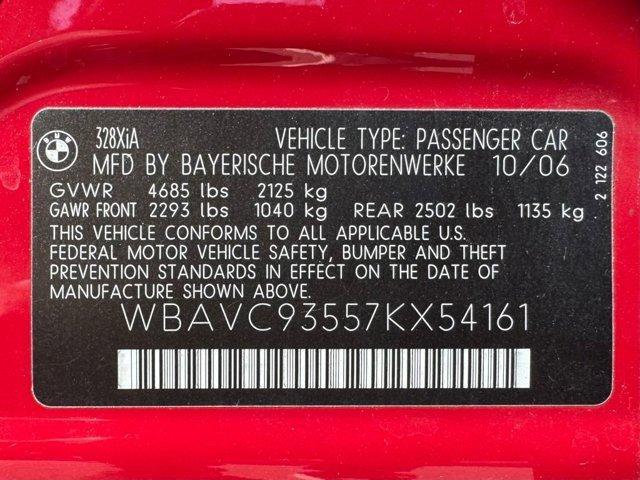 BMW
328XiA VEHICLE TYPE: PASSENGER CAR
MFD BY BAYERISCHE MOTORENWERKE 10/06
GVWR 4685 lbs 2125 kg
GAWR FRONT 2293 lbs 1040 kg REAR 2502 lbs 1135 kg
THIS VEHICLE CONFORMS TO ALL APPLICABLE U.S.
FEDERAL MOTOR VEHICLE SAFETY, BUMPER AND THEFT
PREVENTION STANDARDS IN EFFECT ON THE DATE OF
MANUFACTURE SHOWN ABOVE.
WBAVC93557KX54161
2 122 606